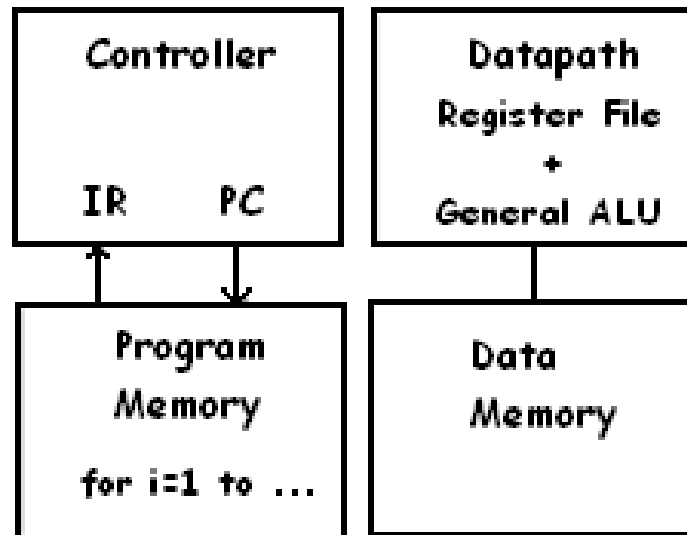 Controller
IR PC
Datapath
Register File
+
General ALU
Program
Memory
for i=1 to ...
Data
Memory